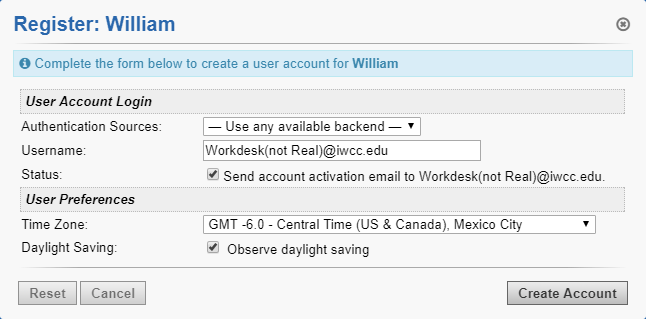 Register: William
Complete the form below to create a user account for William
User Account Login
Authentication Sources: — Use any available backend —
Username: Workdesk(not Real)@iwcc.edu
Status: Send account activation email to Workdesk(not Real)@iwcc.edu.
User Preferences
Time Zone: GMT -6.0 - Central Time (US & Canada), Mexico City
Daylight Saving: Observe daylight saving
Reset Cancel Create Account